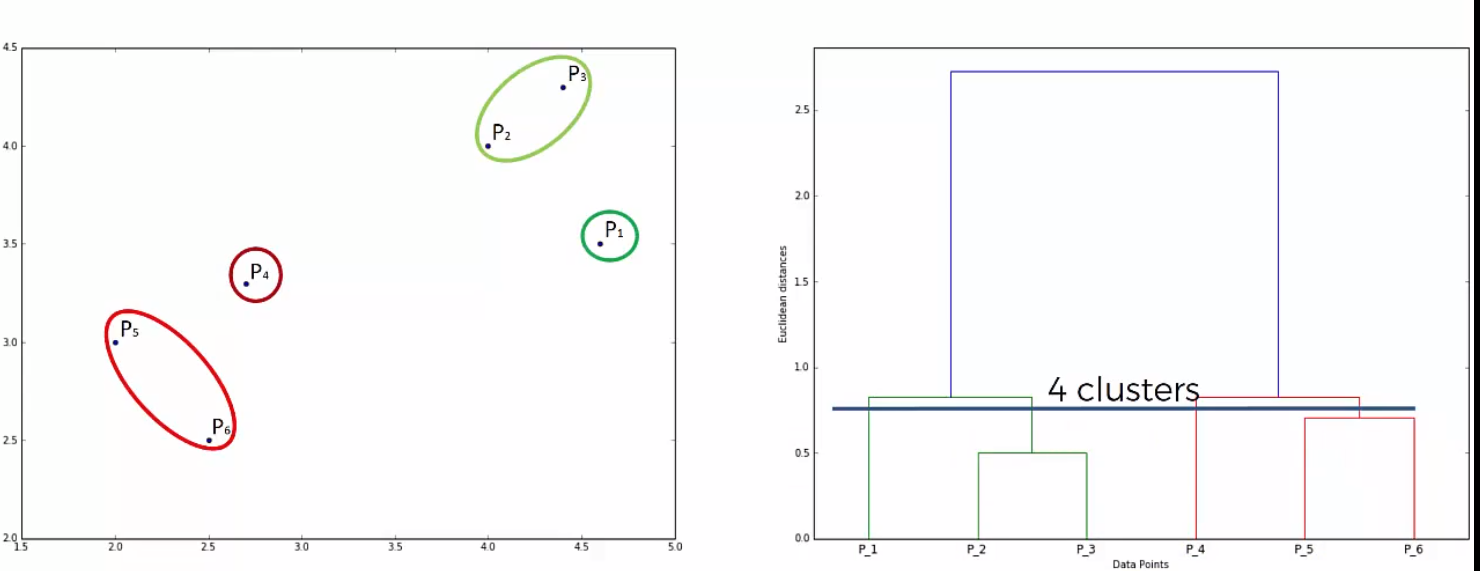 4.5
4.0
3.5
3.0
2.5
2.0
1.5 2.0 2.5 3.0 3.5 4.0 4.5 5.0
P3
P2
P1
P4
P5
P6
2.5
2.0
1.5
1.0
0.5
0.0
Euclidean distances
4 clusters
P_1 P_2 P_3 P_4 P_5 P_6
Data Points